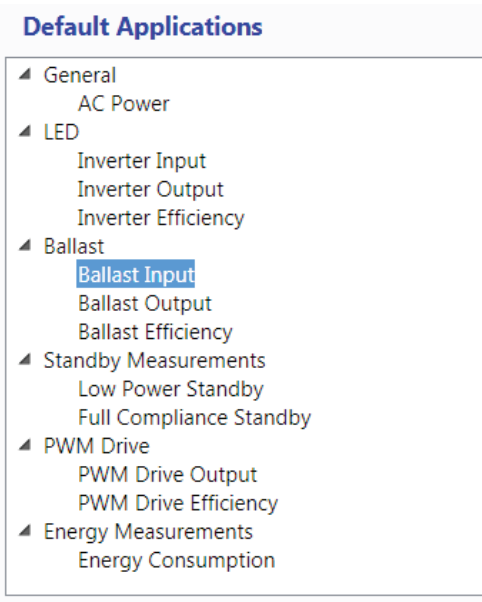 Default Applications
General
AC Power
LED
Inverter Input
Inverter Output
Inverter Efficiency
Ballast
Ballast Input
Ballast Output
Ballast Efficiency
Standby Measurements
Low Power Standby
Full Compliance Standby
PWM Drive
PWM Drive Output
PWM Drive Efficiency
Energy Measurements
Energy Consumption